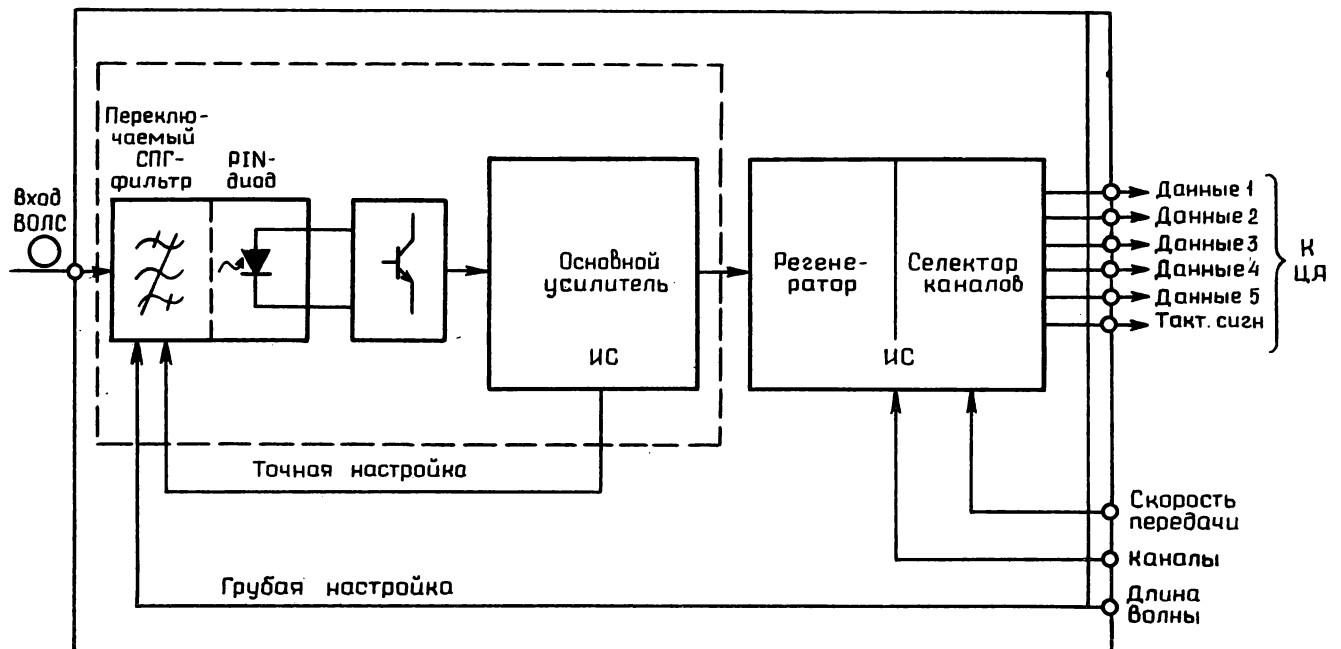 Переклю-
чаемый
СПГ-
фильтр
PIN-
диод
Вход
ВОЛС
Основной
усилитель
ИС
Регене-
ратор
Селектор
каналов
ИС
Данные 1
Данные 2
Данные 3
Данные 4
Данные 5
Такт. сигн
К
ЦЯ
Точная настройка
Грубая настройка
Скорость
передачи
Каналы
Длина
волны